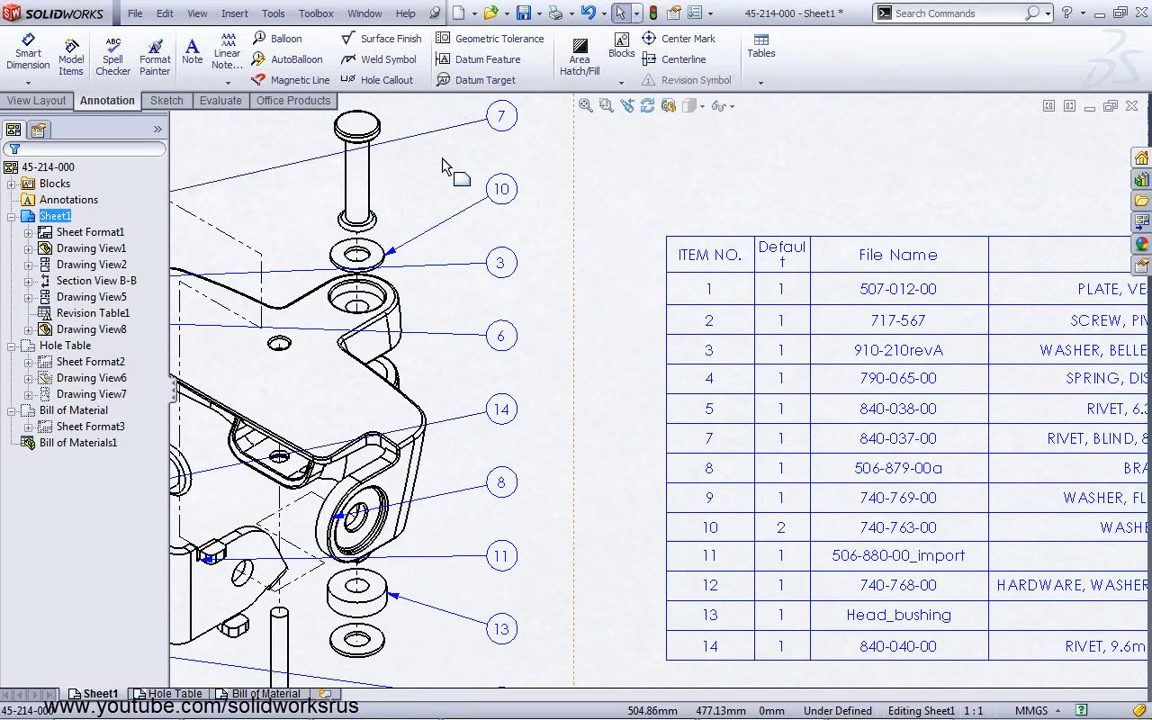 SOLIDWORKS File Edit View Insert Tools Toolbox Window Help 45-214-000 - Sheet1 * Search Commands
Smart Dimension Model Items Spell Checker Format Painter Note Linear Note... Balloon AutoBalloon Magnetic Line Surface Finish Weld Symbol Hole Callout Geometric Tolerance Datum Feature Datum Target Area Hatch/Fill Blocks Center Mark Centerline Revision Symbol Tables
View Layout Annotation Sketch Evaluate Office Products
45-214-000
Blocks
Annotations
Sheet1
Sheet Format1
Drawing View1
Drawing View2
Section View B-B
Drawing View5
Revision Table1
Drawing View8
Hole Table
Sheet Format2
Drawing View6
Drawing View7
Bill of Material
Sheet Format3
Bill of Materials1
7
10
3
6
14
8
11
13
ITEM NO. Defaul t File Name
1 1 507-012-00 PLATE, VE
2 1 717-567 SCREW, PI
3 1 910-210revA WASHER, BELLE
4 1 790-065-00 SPRING, DIS
5 1 840-038-00 RIVET, 6.3
7 1 840-037-00 RIVET, BLIND, 8
8 1 506-879-00a BRA
9 1 740-769-00 WASHER, FL
10 2 740-763-00 WASH
11 1 506-880-00_import
12 1 740-768-00 HARDWARE, WASHER
13 1 Head_bushing
14 1 840-040-00 RIVET, 9.6m
Sheet1 Hole Table Bill of Material
45-214-00
www.youtube.com/solidworksrus
504.86mm 477.13mm 0mm Under Defined Editing Sheet1 1 : 1 MMGS